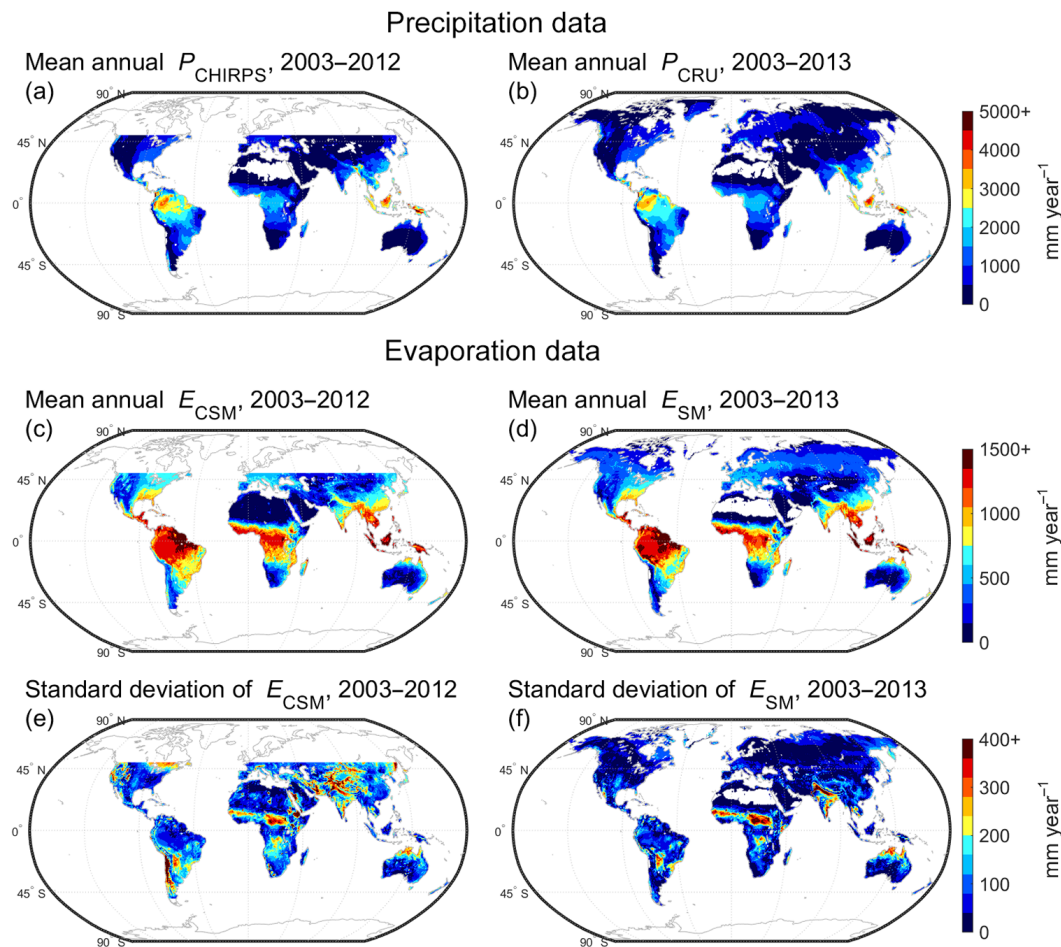 Precipitation data
Mean annual P_CHIRPS, 2003–2012
(a)
90° N
45° N
0°
45° S
90° S
Mean annual P_CRU, 2003–2013
(b)
90° N
45° N
0°
45° S
90° S
5000+
4000
3000
2000
1000
0
mm year⁻¹
Evaporation data
Mean annual E_CSM, 2003–2012
(c)
90° N
45° N
0°
45° S
90° S
Mean annual E_SM, 2003–2013
(d)
90° N
45° N
0°
45° S
90° S
1500+
1000
500
0
mm year⁻¹
Standard deviation of E_CSM, 2003–2012
(e)
90° N
45° N
0°
45° S
90° S
Standard deviation of E_SM, 2003–2013
(f)
90° N
45° N
0°
45° S
90° S
400+
300
200
100
0
mm year⁻¹